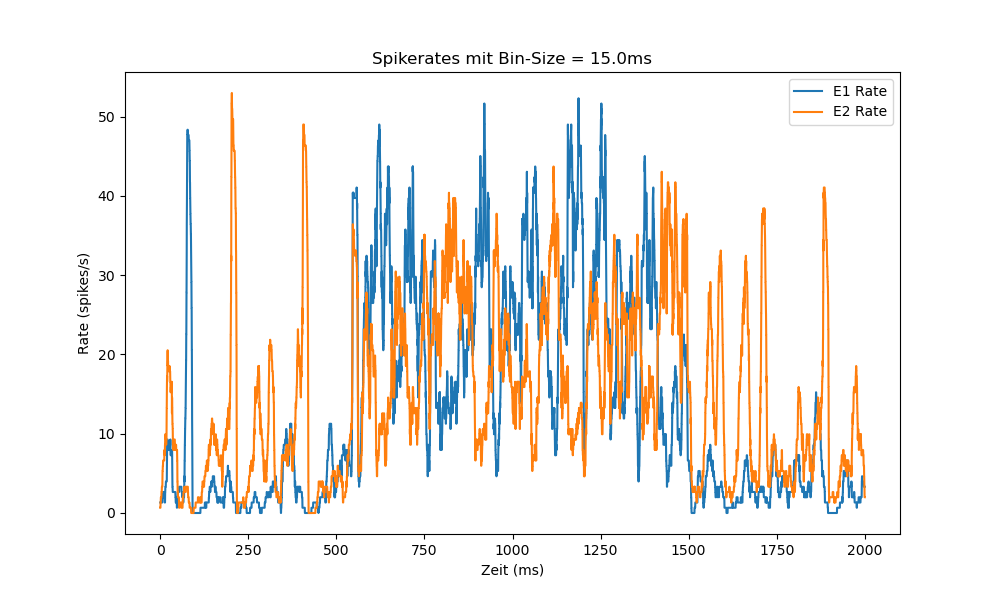 Spikerates mit Bin-Size = 15.0ms
E1 Rate
E2 Rate
Rate (spikes/s)
50
40
30
20
10
0
0 250 500 750 1000 1250 1500 1750 2000
Zeit (ms)